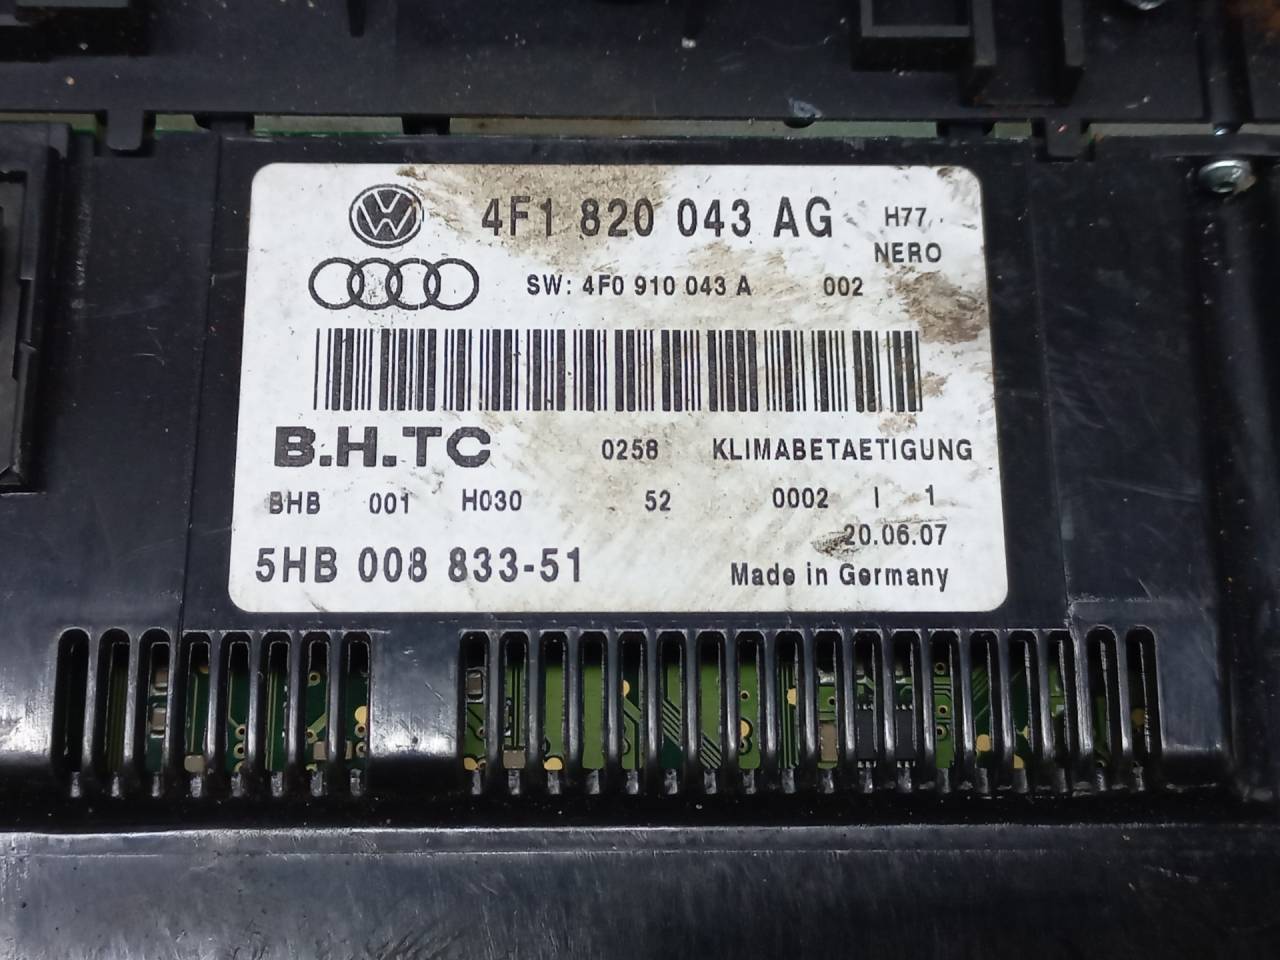 4F1 820 043 AG H77
NERO
SW: 4F0 910 043 A 002
B.H.TC 0258 KLIMABETAETIGUNG
BHB 001 H030 52 0002 I 1
20.06.07
5HB 008 833-51 Made in Germany